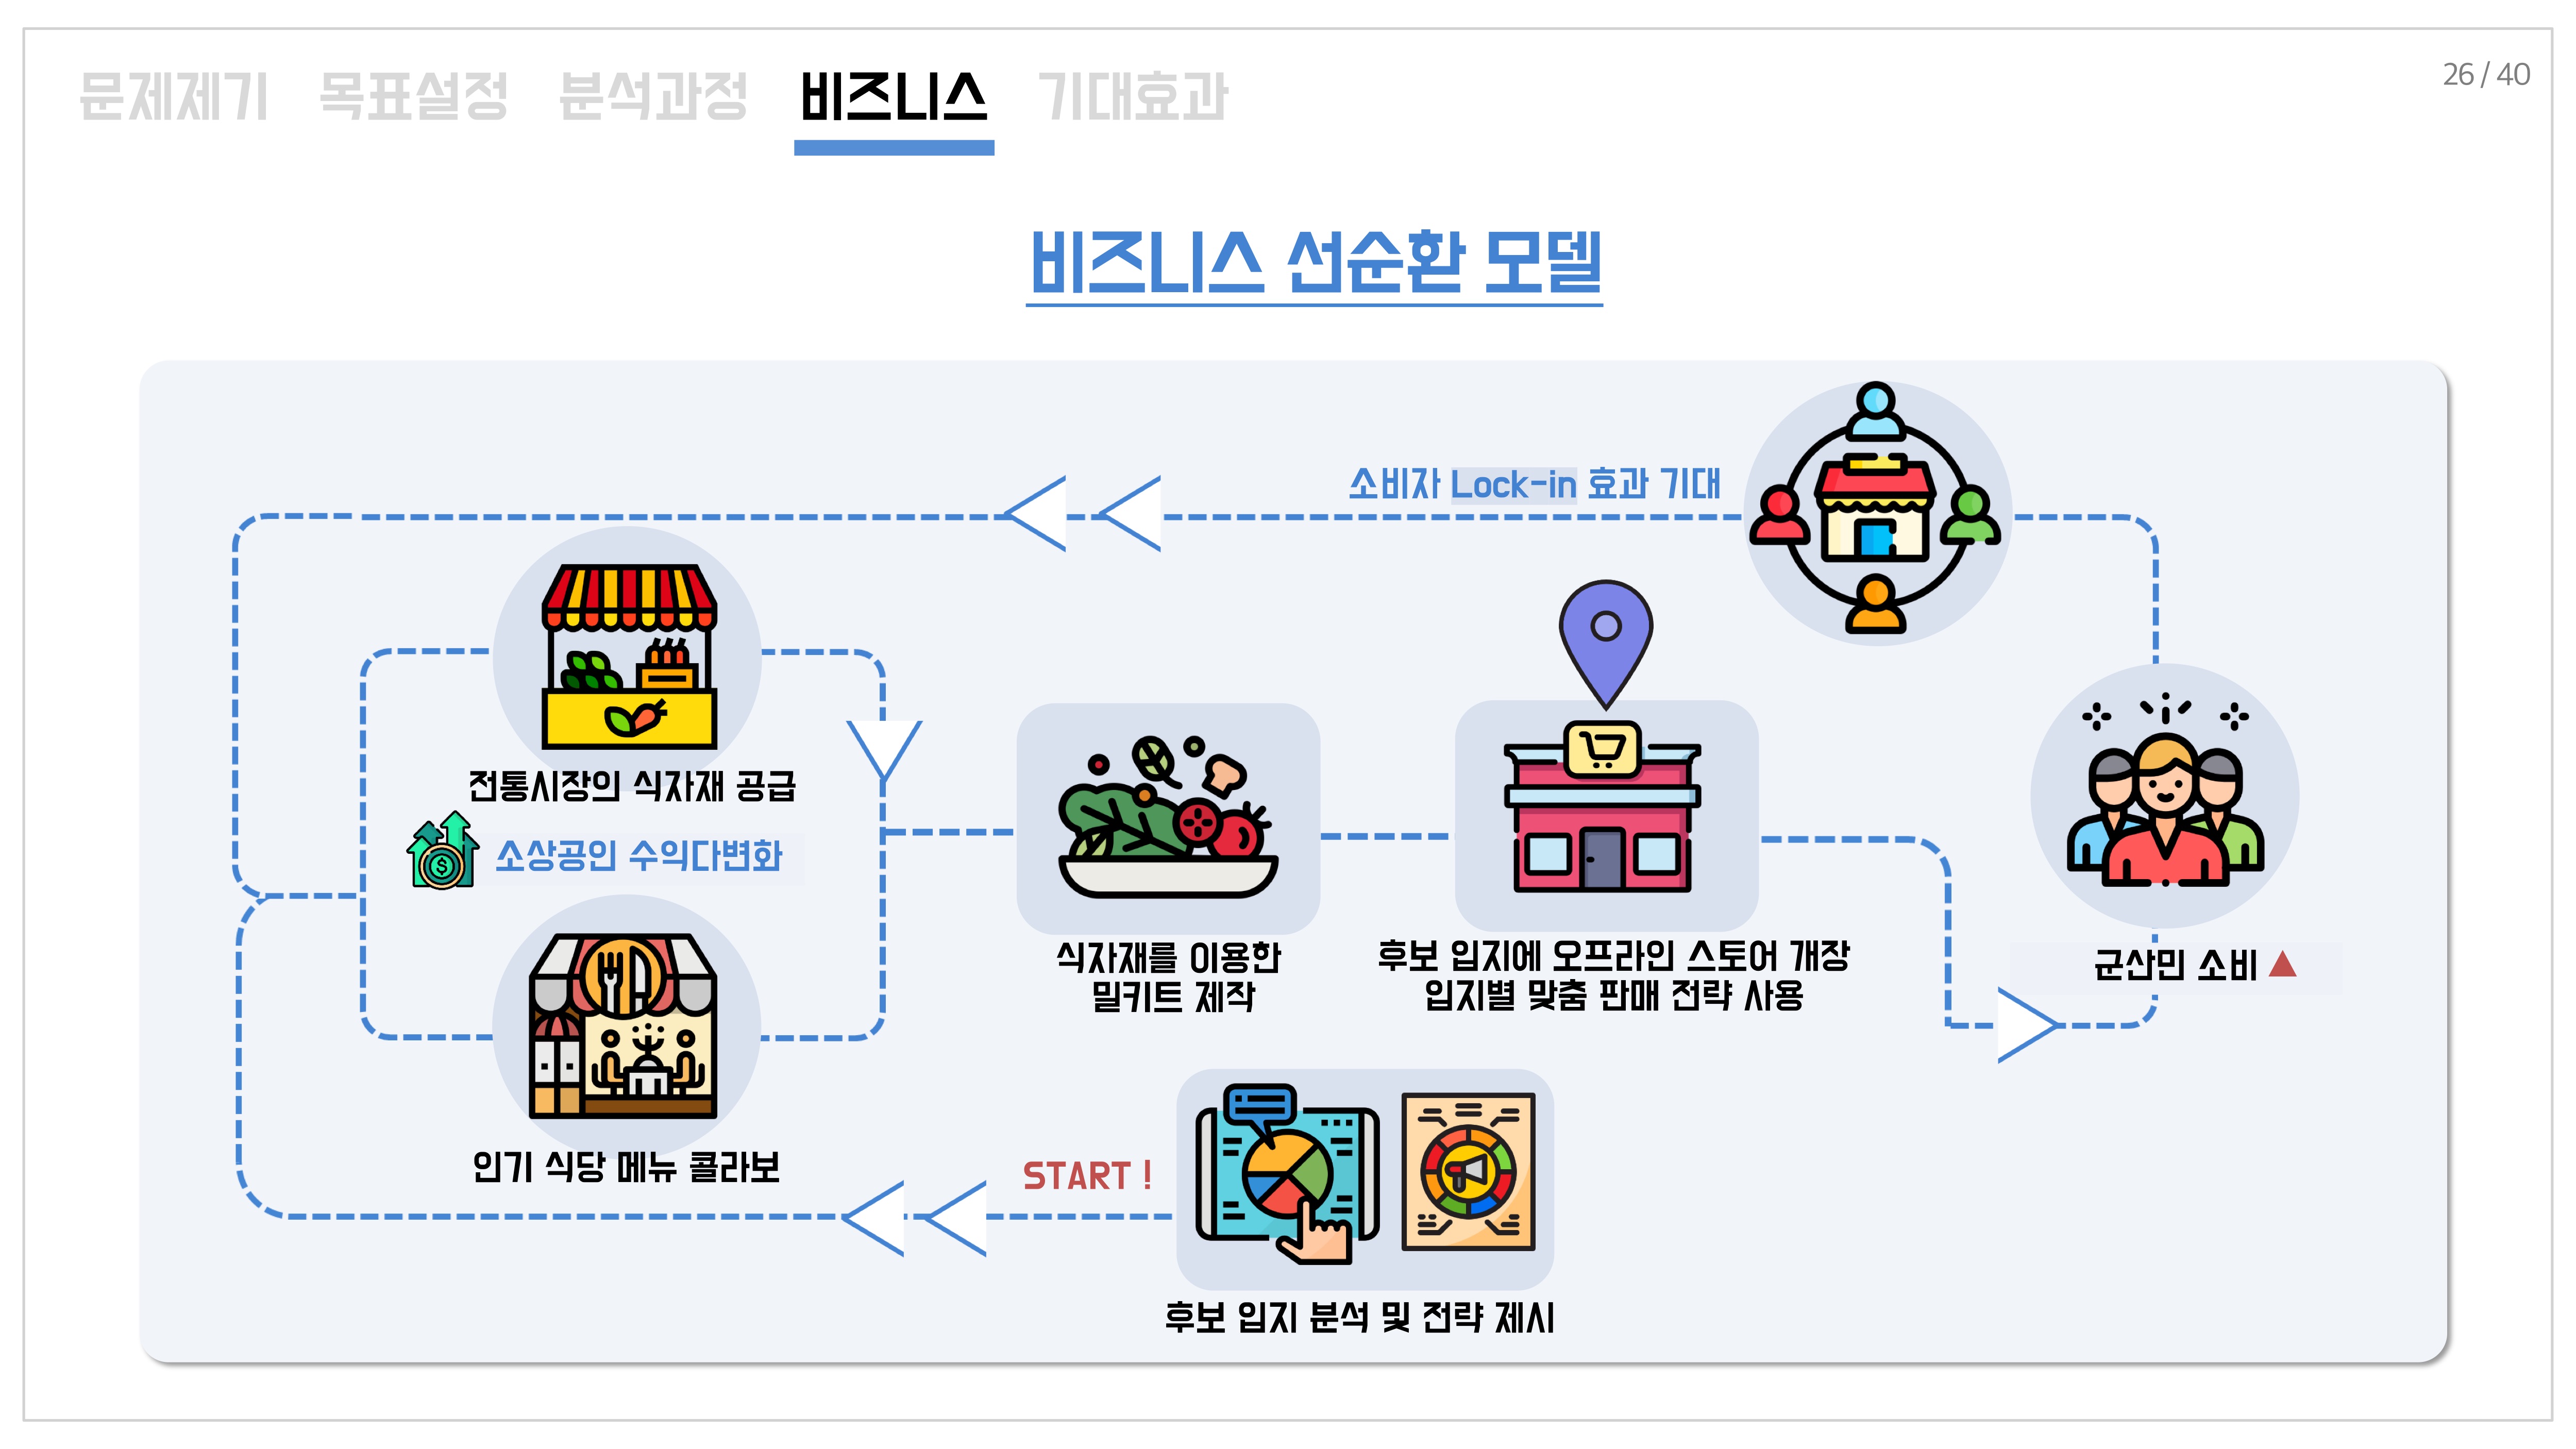 문제제기 목표설정 분석과정 비즈니스 기대효과
26 / 40
비즈니스 선순환 모델
소비자 Lock-in 효과 기대
전통시장의 식자재 공급
소상공인 수익다변화
인기 식당 메뉴 콜라보
식자재를 이용한
밀키트 제작
후보 입지에 오프라인 스토어 개장
입지별 맞춤 판매 전략 사용
군산민 소비 ▲
START !
후보 입지 분석 및 전략 제시